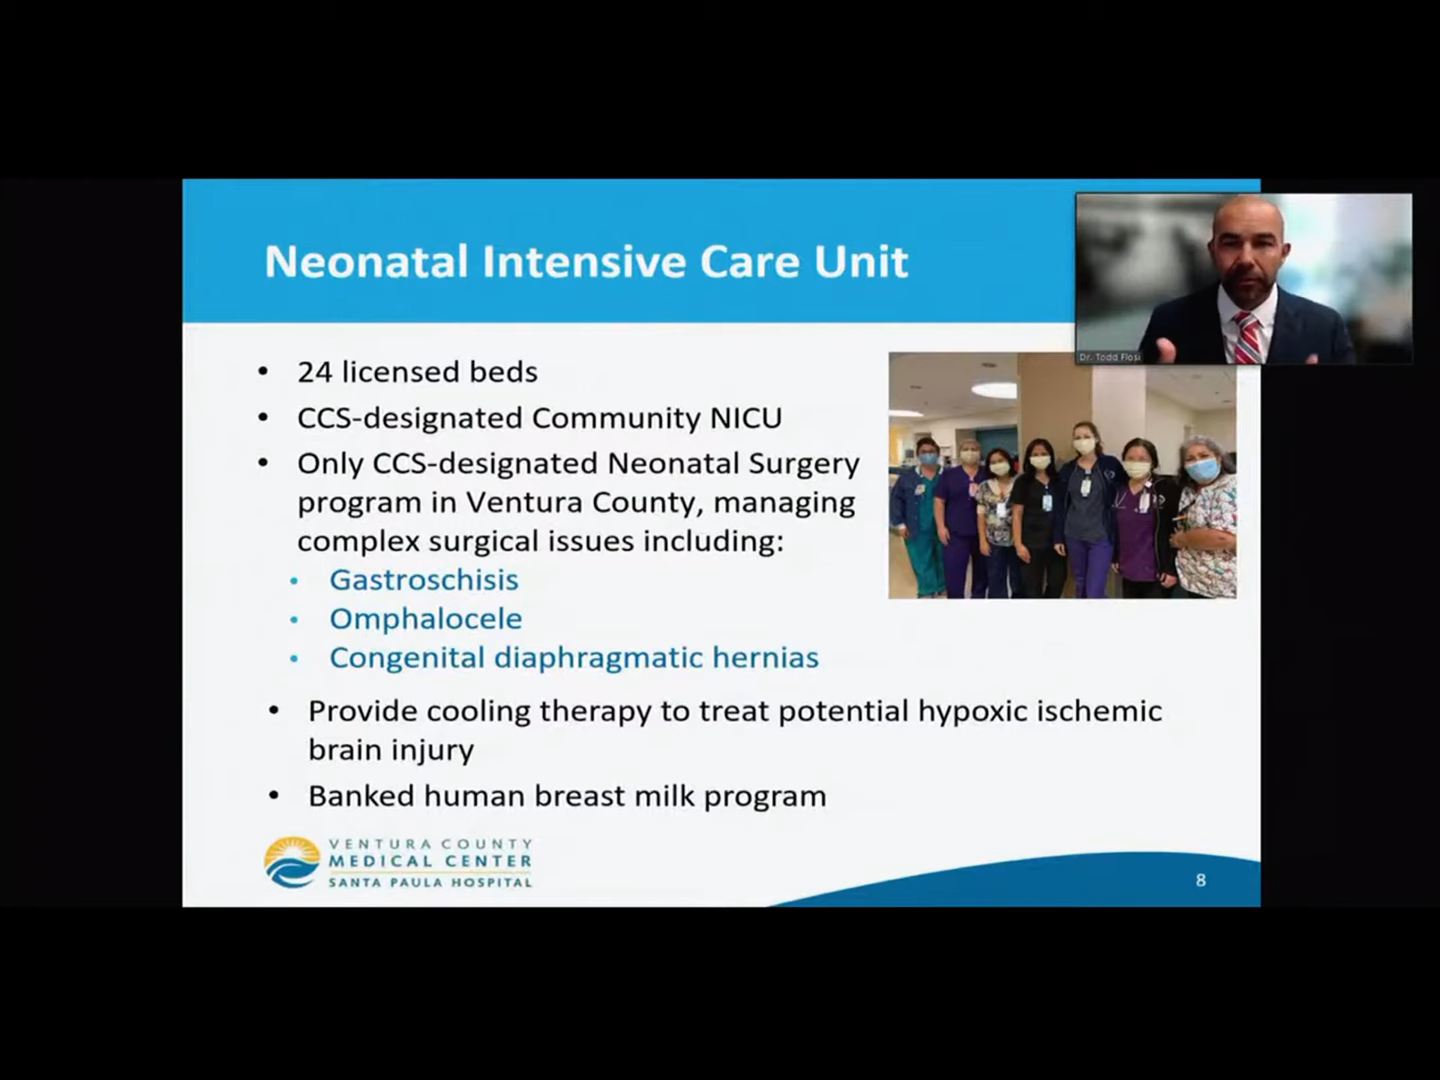 Neonatal Intensive Care Unit
Dr. Todd Flosi
• 24 licensed beds
• CCS-designated Community NICU
• Only CCS-designated Neonatal Surgery
program in Ventura County, managing
complex surgical issues including:
• Gastroschisis
• Omphalocele
• Congenital diaphragmatic hernias
• Provide cooling therapy to treat potential hypoxic ischemic
brain injury
• Banked human breast milk program
VENTURA COUNTY
MEDICAL CENTER
SANTA PAULA HOSPITAL
8